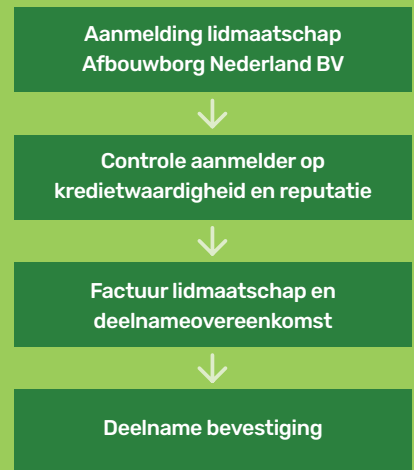 Aanmelding lidmaatschap
Afbouwborg Nederland BV
Controle aanmelder op
kredietwaardigheid en reputatie
Factuur lidmaatschap en
deelnameovereenkomst
Deelname bevestiging